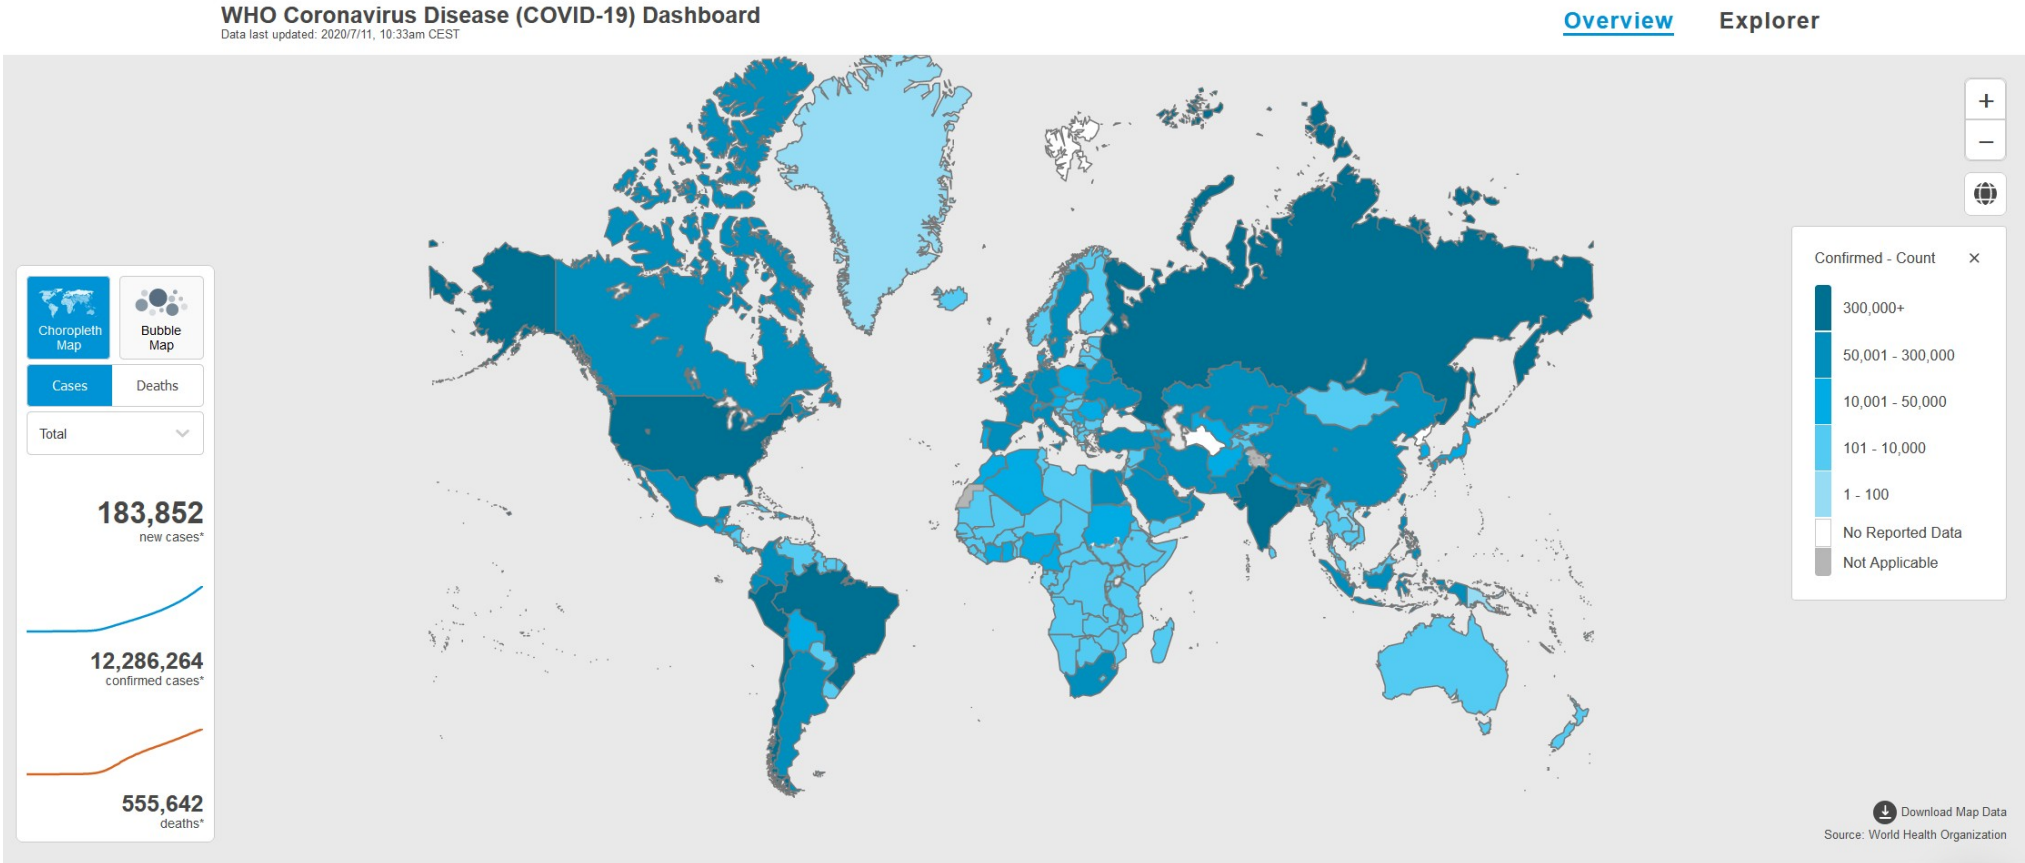 WHO Coronavirus Disease (COVID-19) Dashboard
Data last updated: 2020/7/11, 10:33am CEST
Overview
Explorer
+
−
Choropleth
Map
Bubble
Map
Cases
Deaths
Total
183,852
new cases*
12,286,264
confirmed cases*
555,642
deaths*
Confirmed - Count
×
300,000+
50,001 - 300,000
10,001 - 50,000
101 - 10,000
1 - 100
No Reported Data
Not Applicable
Download Map Data
Source: World Health Organization